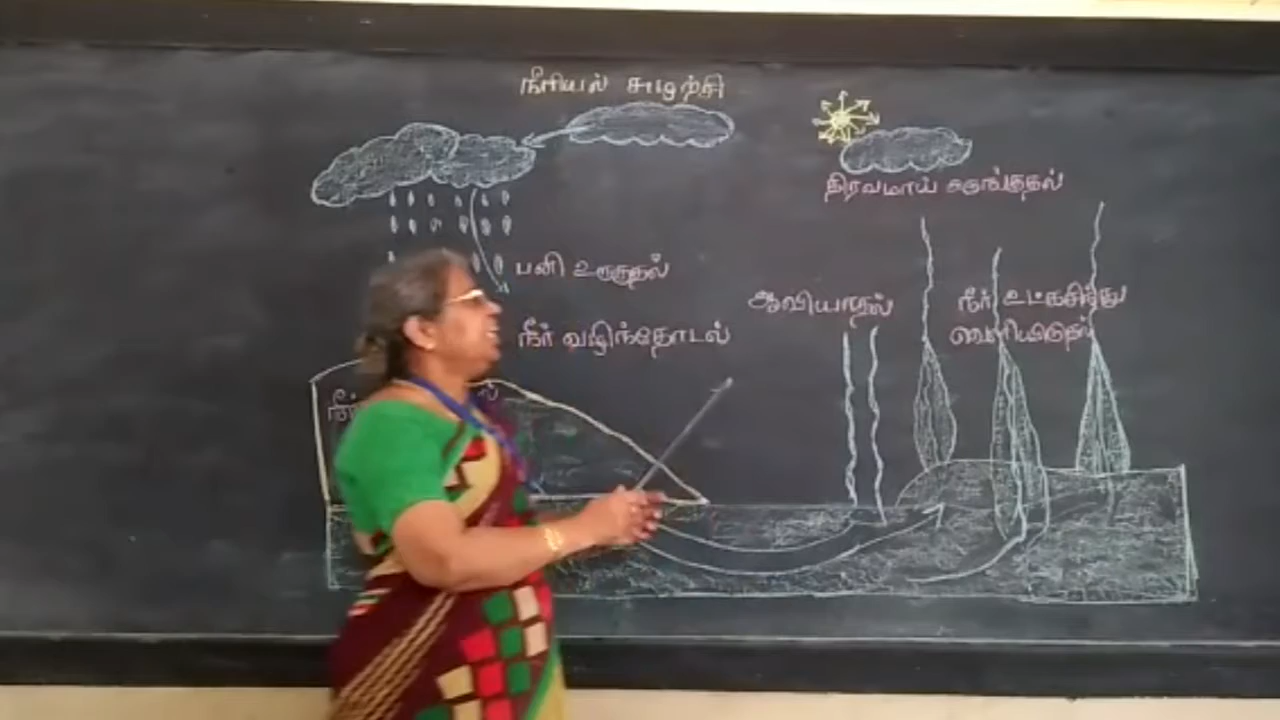 நீரியல் சுழற்சி
திரவமாய் சுருங்குதல்
பனி உருகுதல்
ஆவியாதல்
நீர் உட்கசிந்து
வெளியிடுதல்
நீர் வழிந்தோடல்